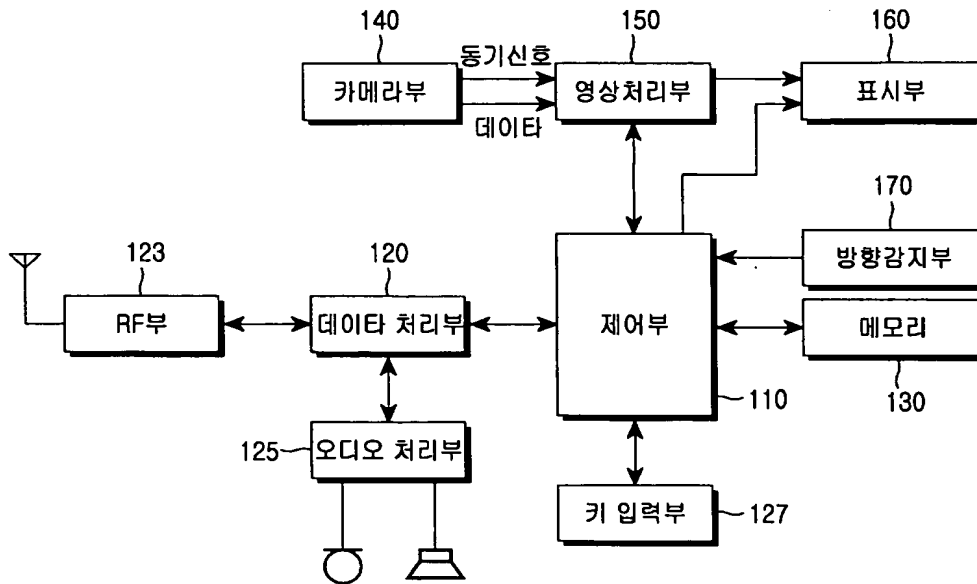 140
150
160
동기신호
카메라부
영상처리부
표시부
데이타
170
방향감지부
123
120
RF부
데이타 처리부
제어부
메모리
110
130
125
오디오 처리부
키 입력부
127